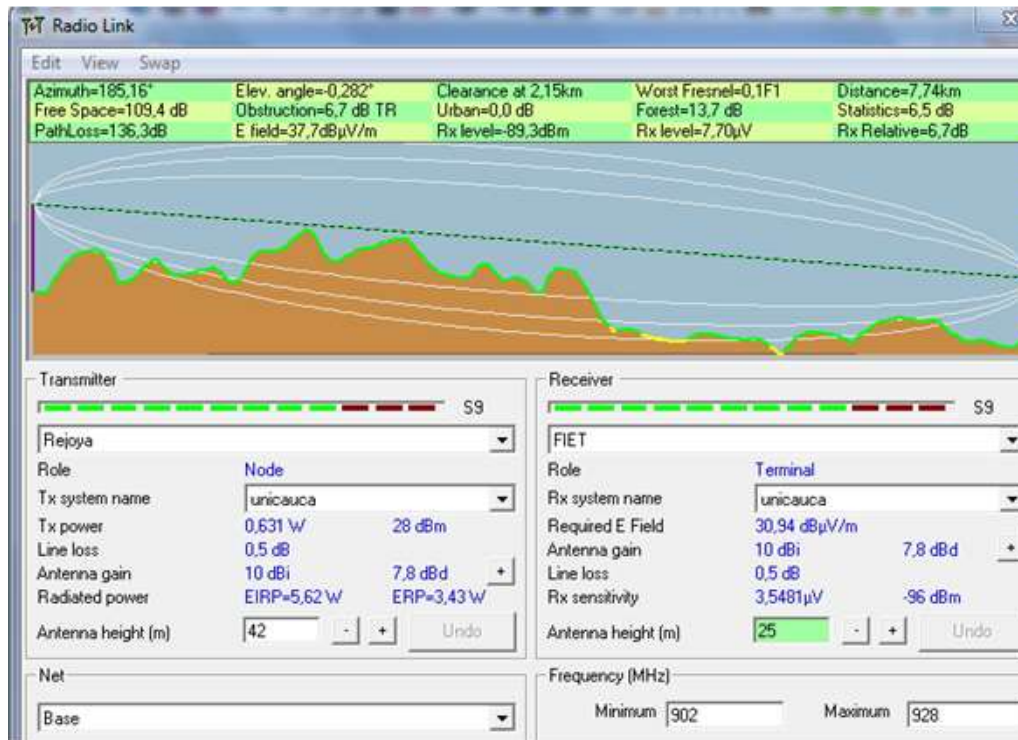 Radio Link
Edit View Swap
Azimuth=185,16° Elev. angle=-0,282° Clearance at 2,15km Worst Fresnel=0,1F1 Distance=7,74km
Free Space=109,4 dB Obstruction=6,7 dB TR Urban=0,0 dB Forest=13,7 dB Statistics=6,5 dB
PathLoss=136,3dB E field=37,7dBµV/m Rx level=-89,3dBm Rx level=7,70µV Rx Relative=6,7dB
Transmitter
S9
Rejoya
Role Node
Tx system name unicauca
Tx power 0,631 W 28 dBm
Line loss 0,5 dB
Antenna gain 10 dBi 7,8 dBd +
Radiated power EIRP=5,62 W ERP=3,43 W
Antenna height (m) 42 - + Undo
Net
Base
Receiver
S9
FIET
Role Terminal
Rx system name unicauca
Required E Field 30,94 dBµV/m
Antenna gain 10 dBi 7,8 dBd +
Line loss 0,5 dB
Rx sensitivity 3,5481µV -96 dBm
Antenna height (m) 25 - + Undo
Frequency (MHz)
Minimum 902 Maximum 928